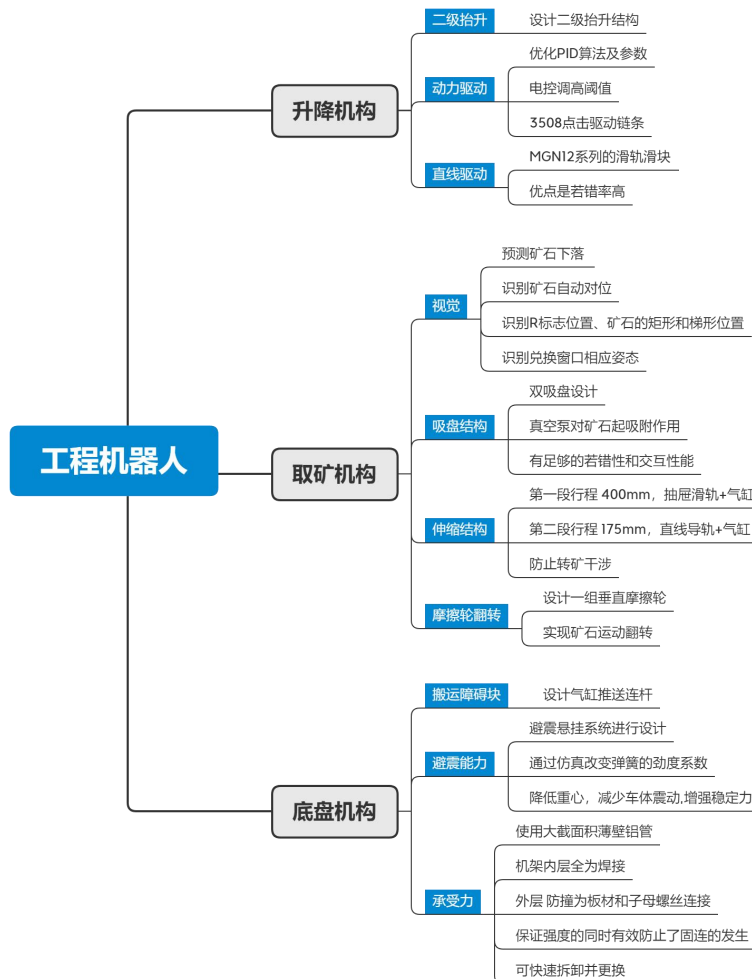 工程机器人
升降机构
二级抬升
设计二级抬升结构
动力驱动
优化PID算法及参数
电控调高阈值
3508点击驱动链条
直线驱动
MGN12系列的滑轨滑块
优点是若错率高
取矿机构
视觉
预测矿石下落
识别矿石自动对位
识别R标志位置、矿石的矩形和梯形位置
识别兑换窗口相应姿态
吸盘结构
双吸盘设计
真空泵对矿石起吸附作用
有足够的若错性和交互性能
伸缩结构
第一段行程 400mm，抽屉滑轨+气缸
第二段行程 175mm，直线导轨+气缸
防止转矿干涉
摩擦轮翻转
设计一组垂直摩擦轮
实现矿石运动翻转
底盘机构
搬运障碍块
设计气缸推送连杆
避震能力
避震悬挂系统进行设计
通过仿真改变弹簧的劲度系数
降低重心，减少车体震动,增强稳定力
承受力
使用大截面积薄壁铝管
机架内层全为焊接
外层 防撞为板材和子母螺丝连接
保证强度的同时有效防止了固连的发生
可快速拆卸并更换